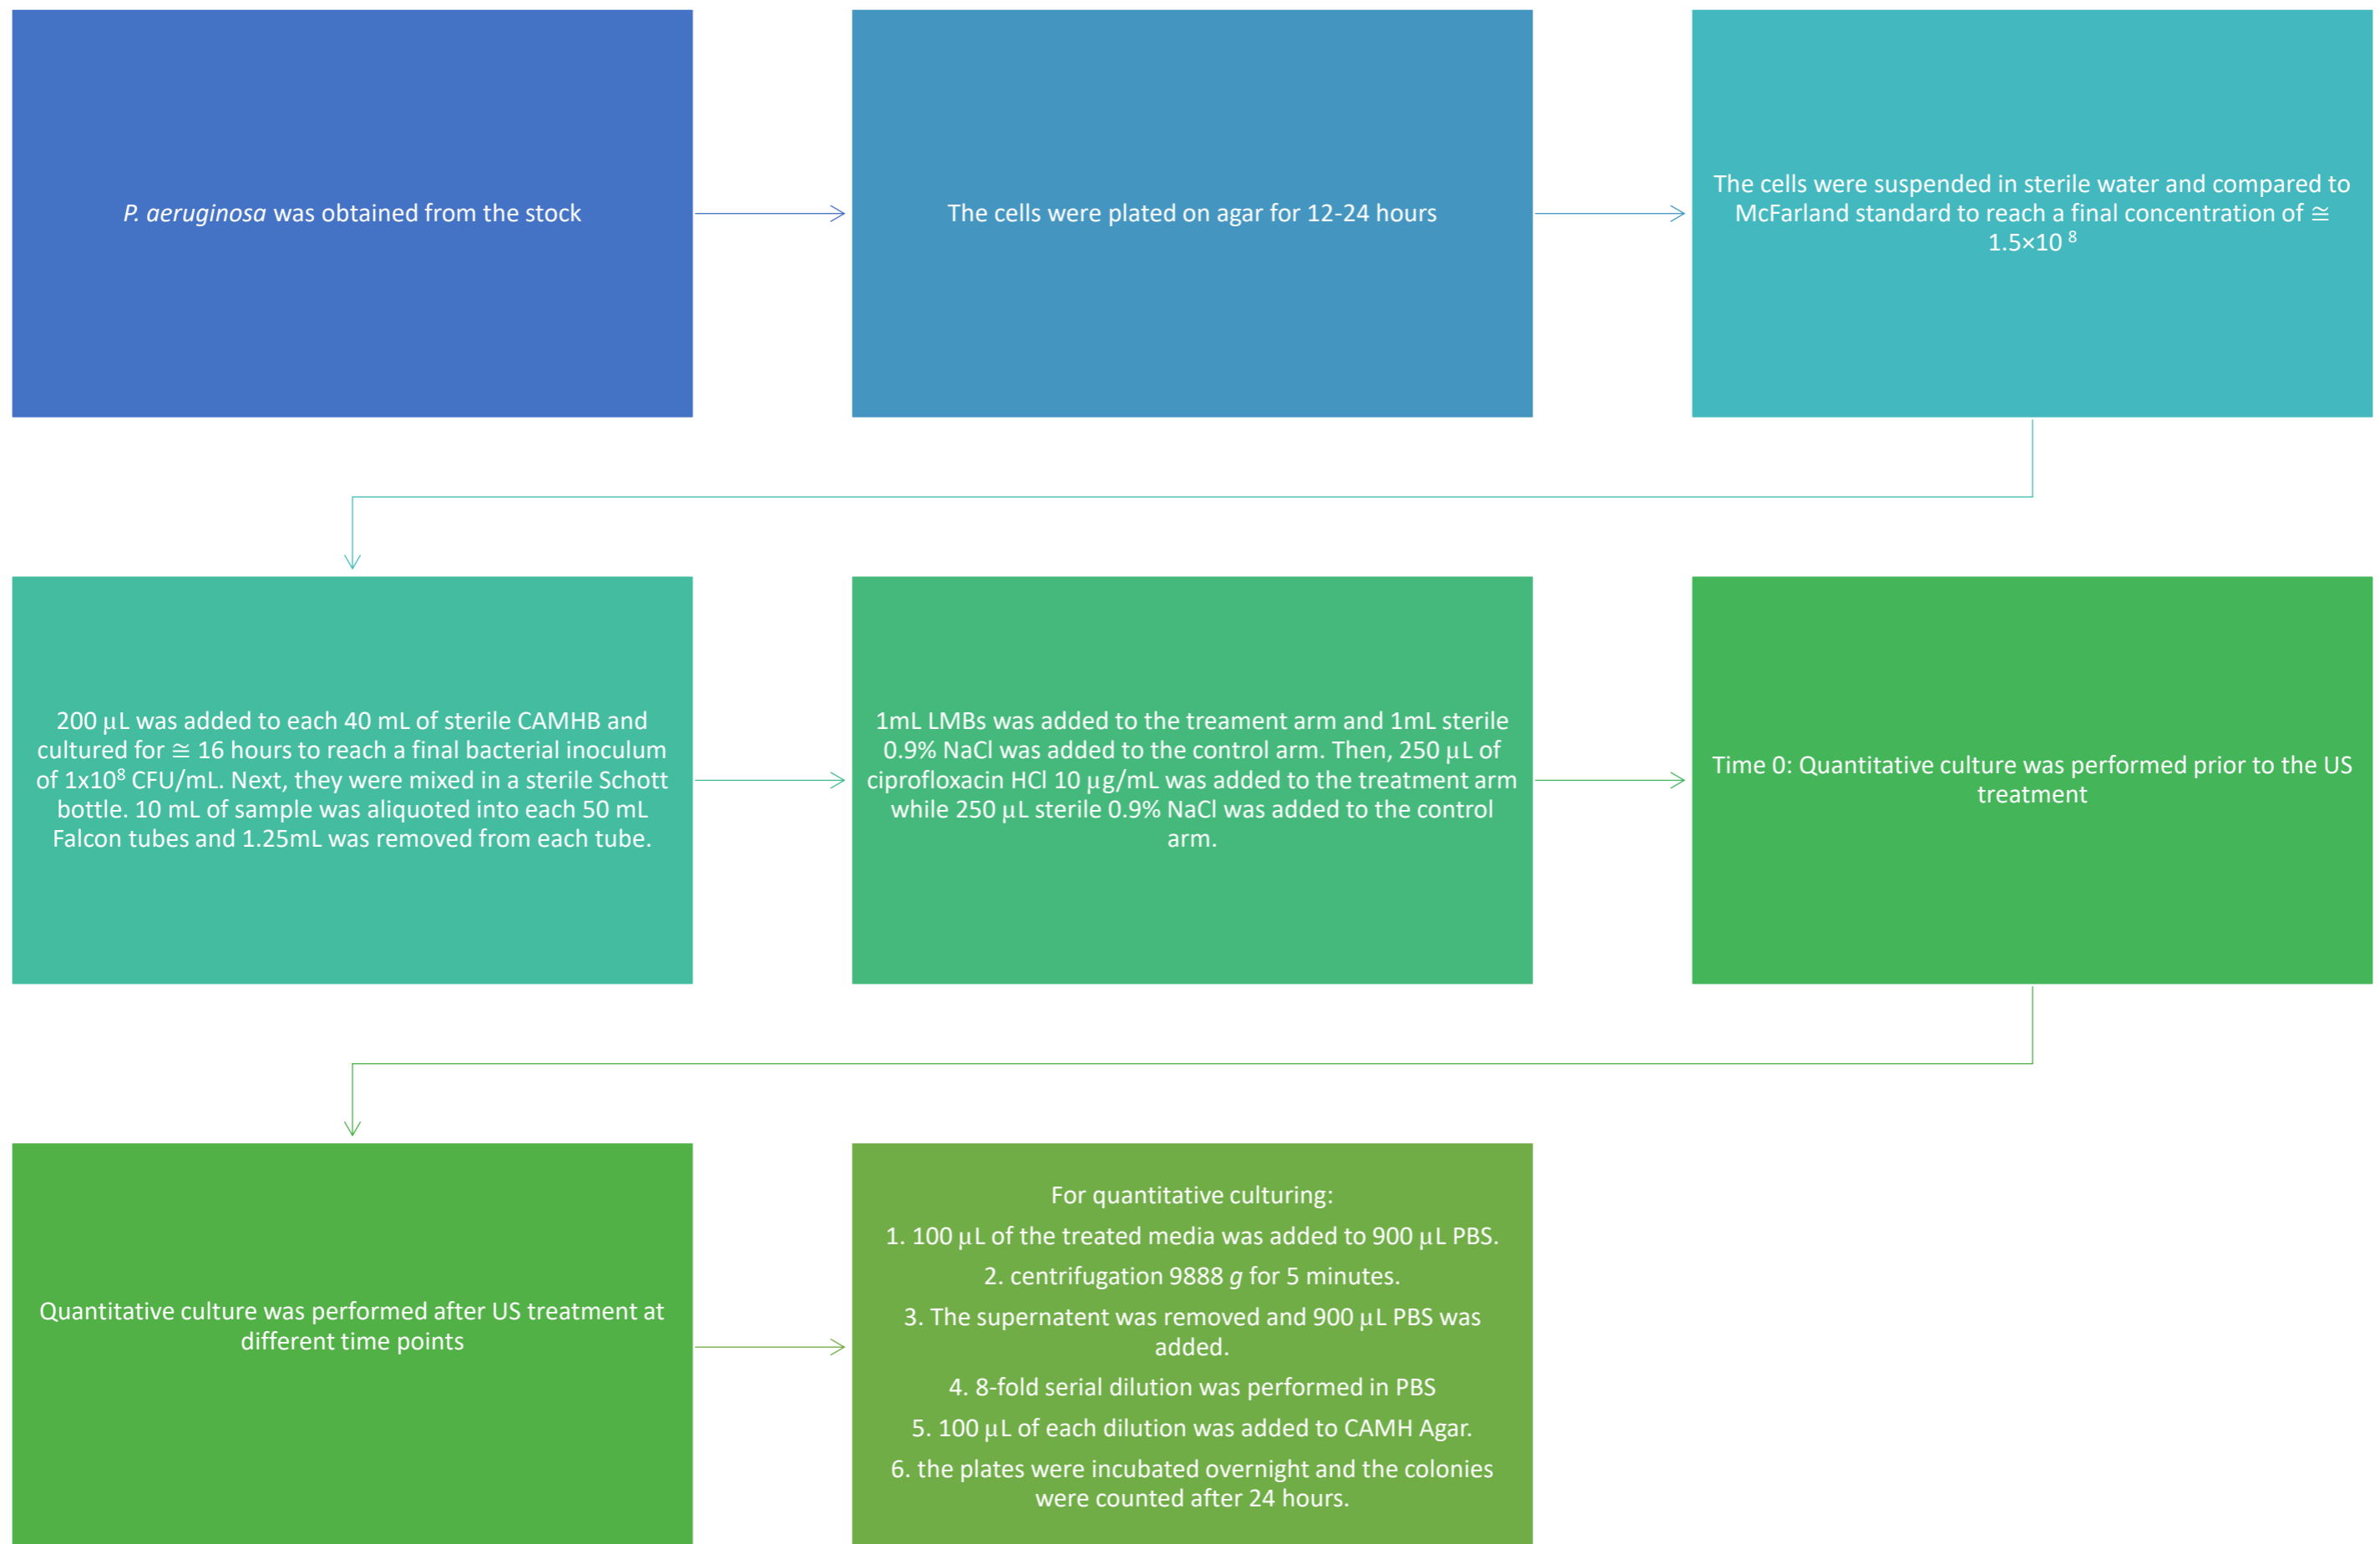 P. aeruginosa was obtained from the stock
The cells were plated on agar for 12-24 hours
The cells were suspended in sterile water and compared to
McFarland standard to reach a final concentration of ≅
1.5×10 ⁸
200 μL was added to each 40 mL of sterile CAMHB and
cultured for ≅ 16 hours to reach a final bacterial inoculum
of 1x10⁸ CFU/mL. Next, they were mixed in a sterile Schott
bottle. 10 mL of sample was aliquoted into each 50 mL
Falcon tubes and 1.25mL was removed from each tube.
1mL LMBs was added to the treament arm and 1mL sterile
0.9% NaCl was added to the control arm. Then, 250 μL of
ciprofloxacin HCl 10 μg/mL was added to the treatment arm
while 250 μL sterile 0.9% NaCl was added to the control
arm.
Time 0: Quantitative culture was performed prior to the US
treatment
Quantitative culture was performed after US treatment at
different time points
For quantitative culturing:
1. 100 μL of the treated media was added to 900 μL PBS.
2. centrifugation 9888 g for 5 minutes.
3. The supernatent was removed and 900 μL PBS was
added.
4. 8-fold serial dilution was performed in PBS
5. 100 μL of each dilution was added to CAMH Agar.
6. the plates were incubated overnight and the colonies
were counted after 24 hours.